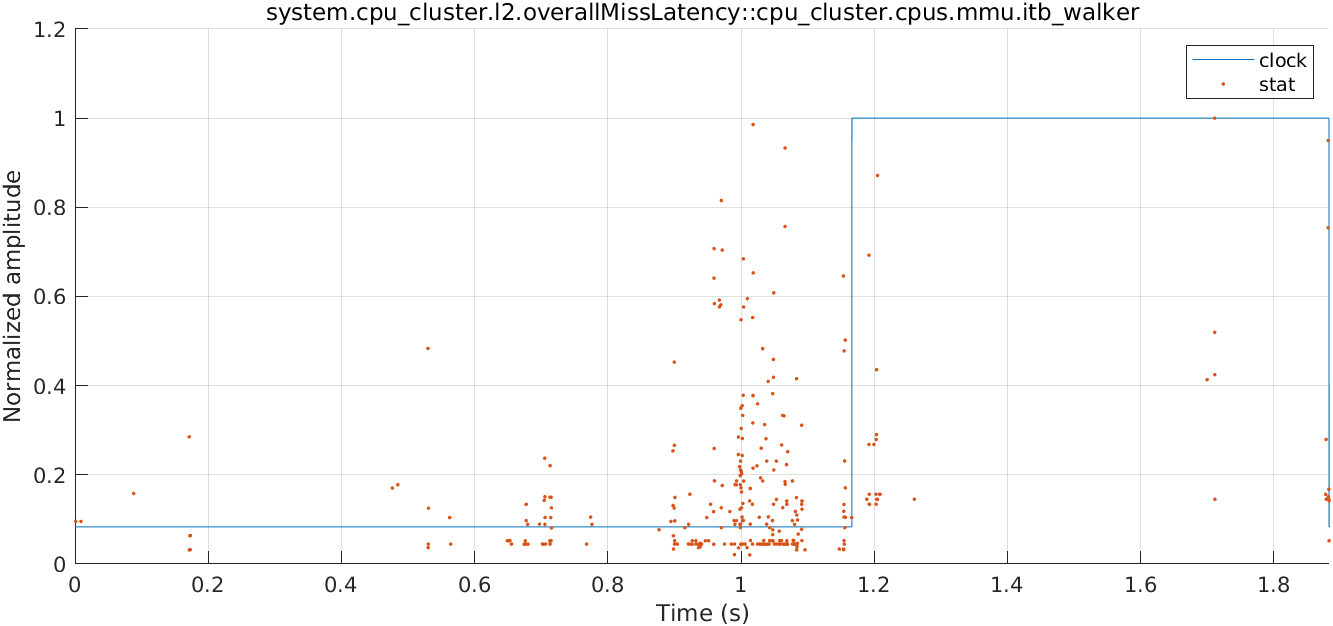 system.cpu_cluster.l2.overallMissLatency::cpu_cluster.cpus.mmu.itb_walker
1.2
1
0.8
0.6
0.4
0.2
0
Normalized amplitude
clock
stat
0 0.2 0.4 0.6 0.8 1 1.2 1.4 1.6 1.8
Time (s)